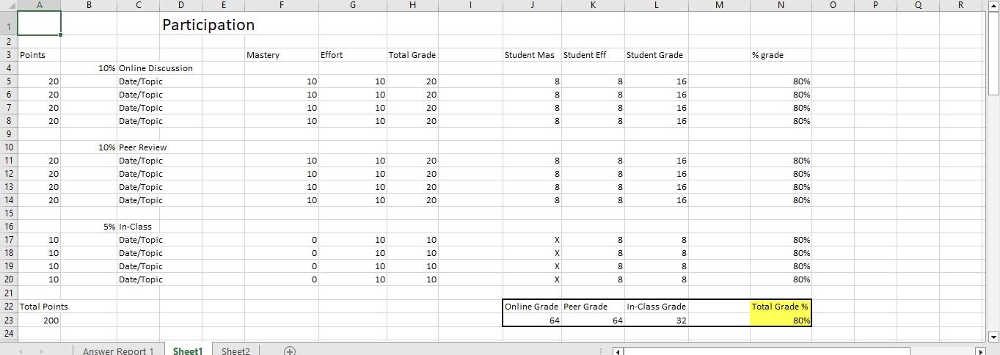 A B C D E F G H I J K L M N O P Q R
1 Participation
2
3 Points Mastery Effort Total Grade Student Mas Student Eff Student Grade % grade
4 10% Online Discussion
5 20 Date/Topic 10 10 20 8 8 16 80%
6 20 Date/Topic 10 10 20 8 8 16 80%
7 20 Date/Topic 10 10 20 8 8 16 80%
8 20 Date/Topic 10 10 20 8 8 16 80%
9
10 10% Peer Review
11 20 Date/Topic 10 10 20 8 8 16 80%
12 20 Date/Topic 10 10 20 8 8 16 80%
13 20 Date/Topic 10 10 20 8 8 16 80%
14 20 Date/Topic 10 10 20 8 8 16 80%
15
16 5% In-Class
17 10 Date/Topic 0 10 10 X 8 8 80%
18 10 Date/Topic 0 10 10 X 8 8 80%
19 10 Date/Topic 0 10 10 X 8 8 80%
20 10 Date/Topic 0 10 10 X 8 8 80%
21
22 Total Points Online Grade Peer Grade In-Class Grade Total Grade %
23 200 64 64 32 80%
24
Answer Report 1 Sheet1 Sheet2